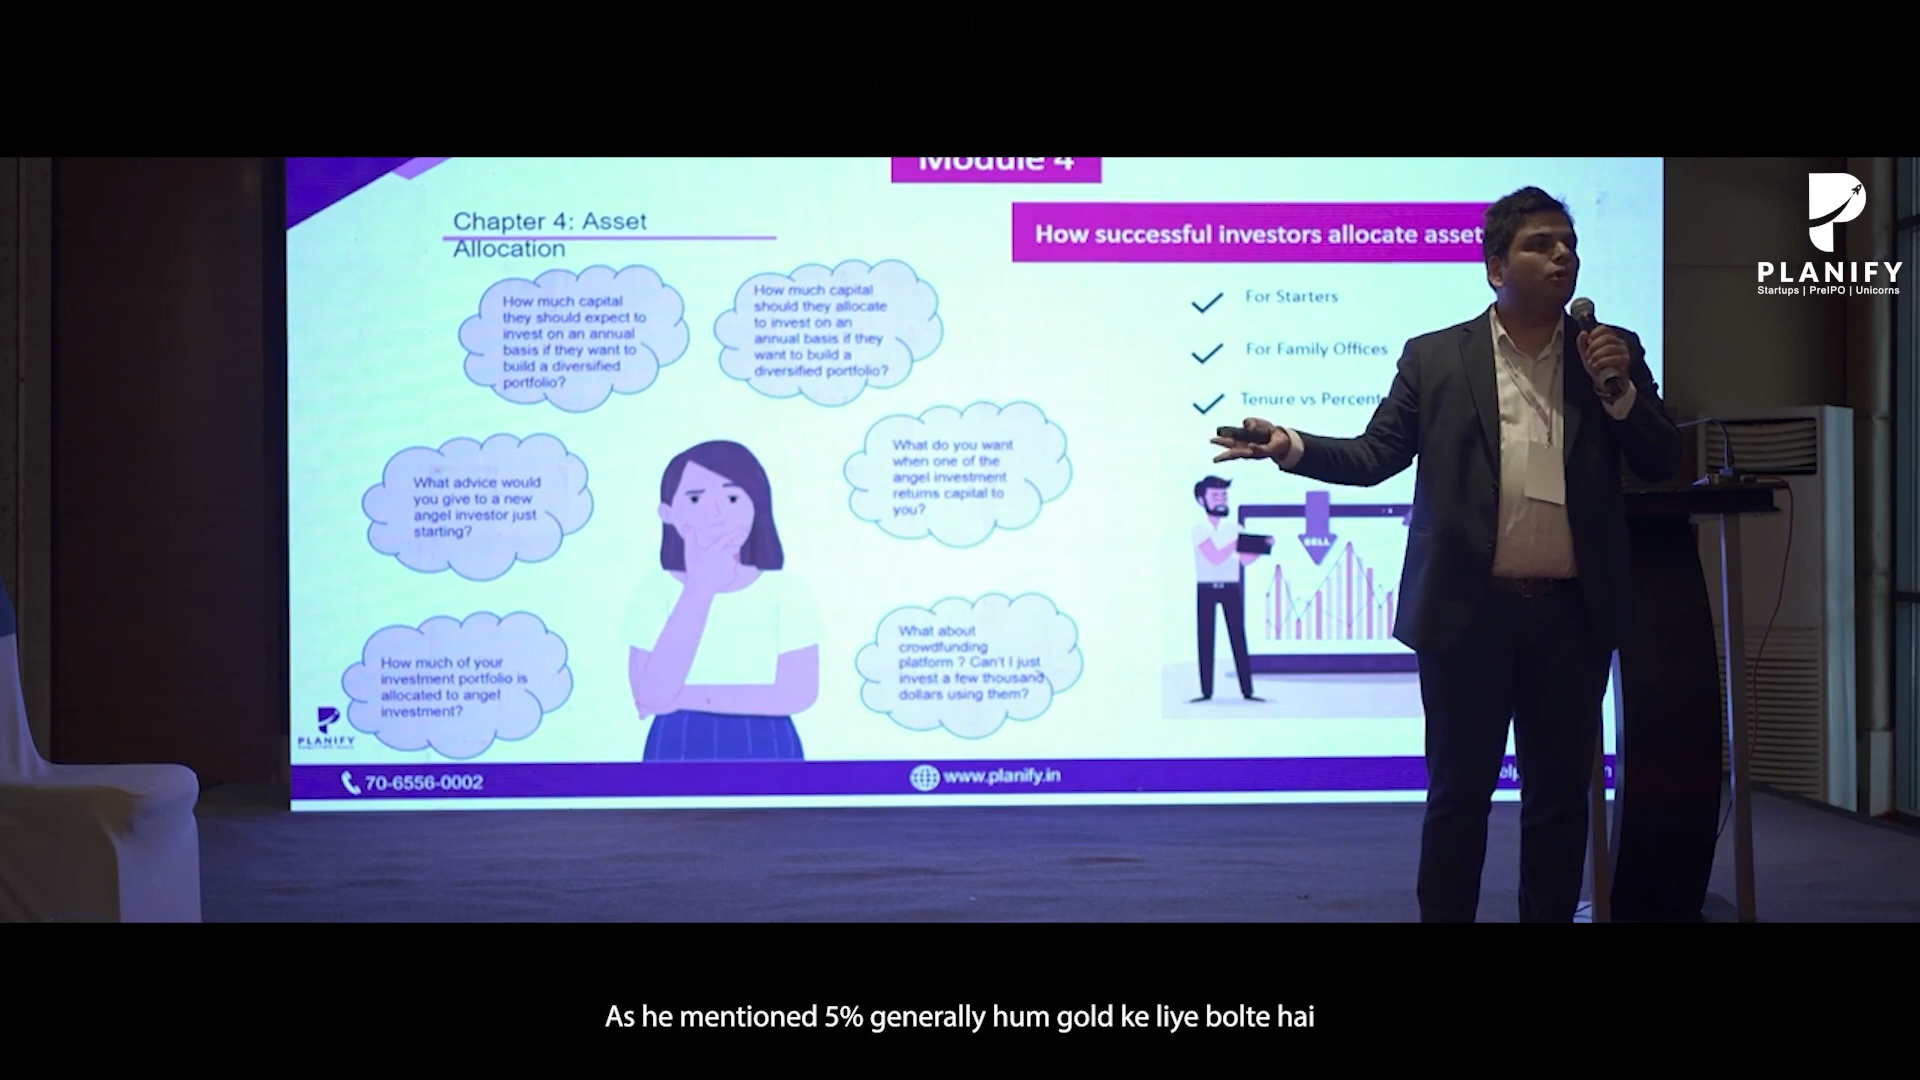 Module 4
Chapter 4: Asset
Allocation
How successful investors allocate asset
How much capital
they should expect to
invest on an annual
basis if they want to
build a diversified
portfolio?
How much capital
should they allocate
to invest on an
annual basis if they
want to build a
diversified portfolio?
For Starters
For Family Offices
Tenure vs Percent
What advice would
you give to a new
angel investor just
starting?
What do you want
when one of the
angel investment
returns capital to
you?
SELL
How much of your
investment portfolio is
allocated to angel
investment?
What about
crowdfunding
platform ? Can't I just
invest a few thousand
dollars using them?
PLANIFY
70-6556-0002
www.planify.in
PLANIFY
Startups | PreIPO | Unicorns
As he mentioned 5% generally hum gold ke liye bolte hai